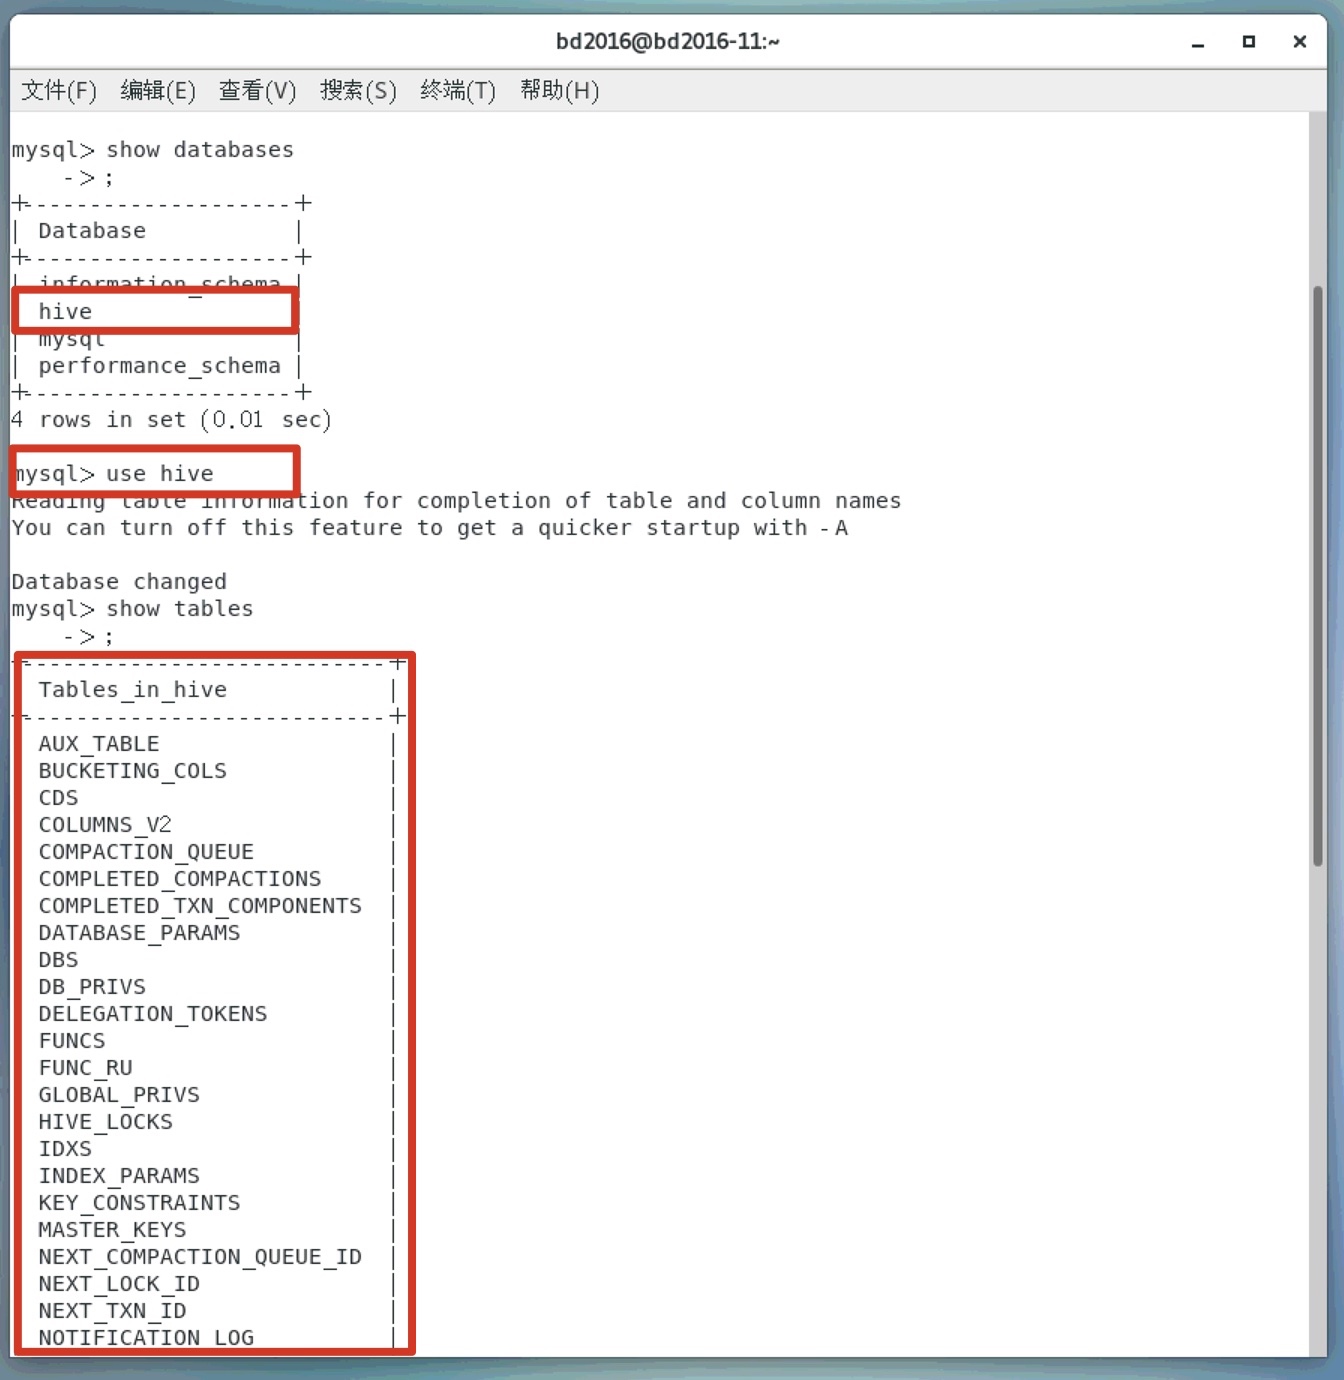 bd2016@bd2016-11:~
文件(F) 编辑(E) 查看(V) 搜索(S) 终端(T) 帮助(H)
mysql> show databases
    -> ;
+--------------------+
| Database           |
+--------------------+
| information_schema |
hive
| mysql              |
| performance_schema |
+--------------------+
4 rows in set (0.01 sec)
mysql> use hive
Reading table information for completion of table and column names
You can turn off this feature to get a quicker startup with -A
Database changed
mysql> show tables
    -> ;
+---------------------------+
Tables_in_hive            |
+---------------------------+
AUX_TABLE                 |
BUCKETING_COLS            |
CDS                       |
COLUMNS_V2                |
COMPACTION_QUEUE          |
COMPLETED_COMPACTIONS     |
COMPLETED_TXN_COMPONENTS  |
DATABASE_PARAMS           |
DBS                       |
DB_PRIVS                  |
DELEGATION_TOKENS         |
FUNCS                     |
FUNC_RU                   |
GLOBAL_PRIVS              |
HIVE_LOCKS                |
IDXS                      |
INDEX_PARAMS              |
KEY_CONSTRAINTS           |
MASTER_KEYS               |
NEXT_COMPACTION_QUEUE_ID  |
NEXT_LOCK_ID              |
NEXT_TXN_ID               |
NOTIFICATION_LOG          |